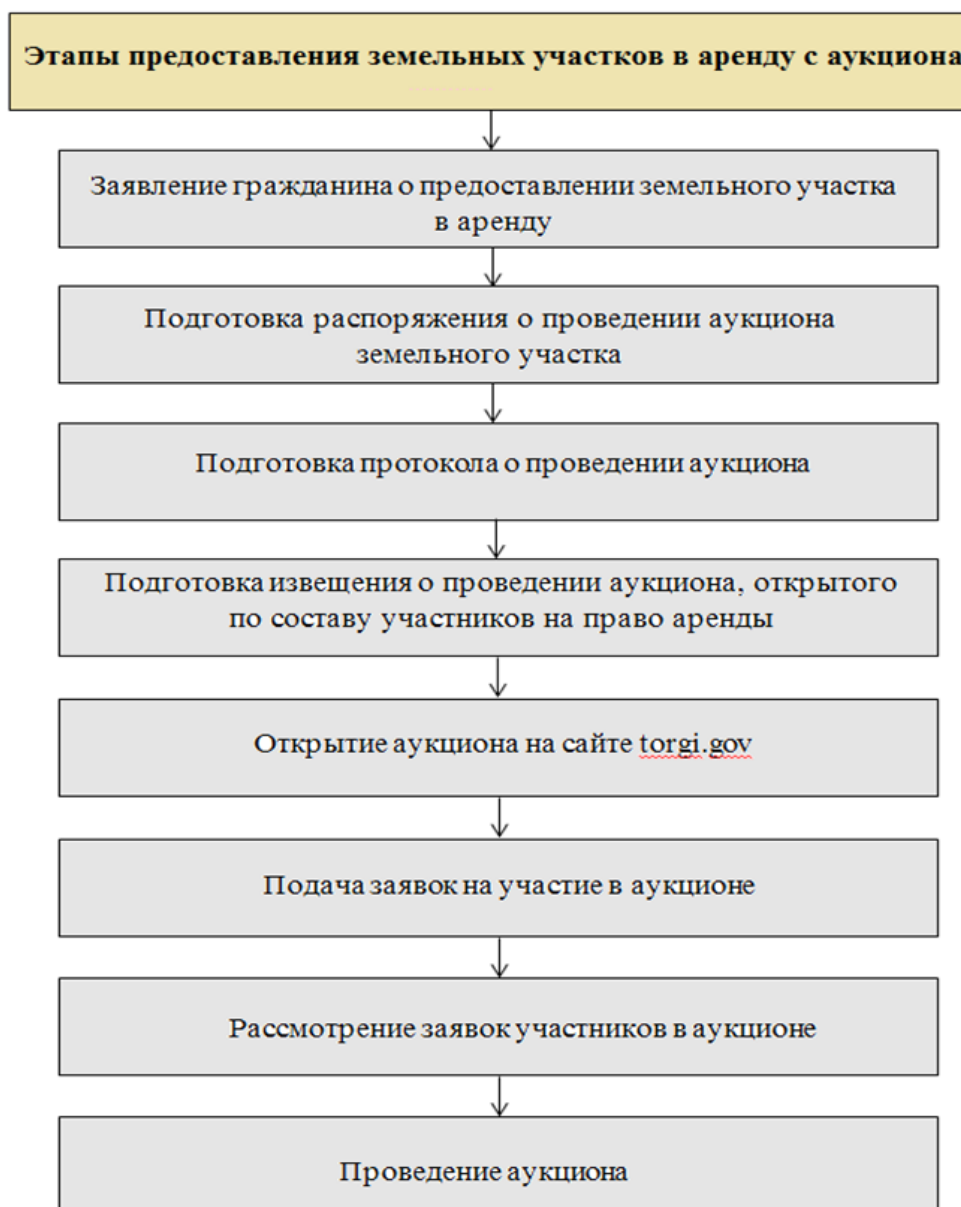 Этапы предоставления земельных участков в аренду с аукциона
Заявление гражданина о предоставлении земельного участка
в аренду
Подготовка распоряжения о проведении аукциона
земельного участка
Подготовка протокола о проведении аукциона
Подготовка извещения о проведении аукциона, открытого
по составу участников на право аренды
Открытие аукциона на сайте torgi.gov
Подача заявок на участие в аукционе
Рассмотрение заявок участников в аукционе
Проведение аукциона